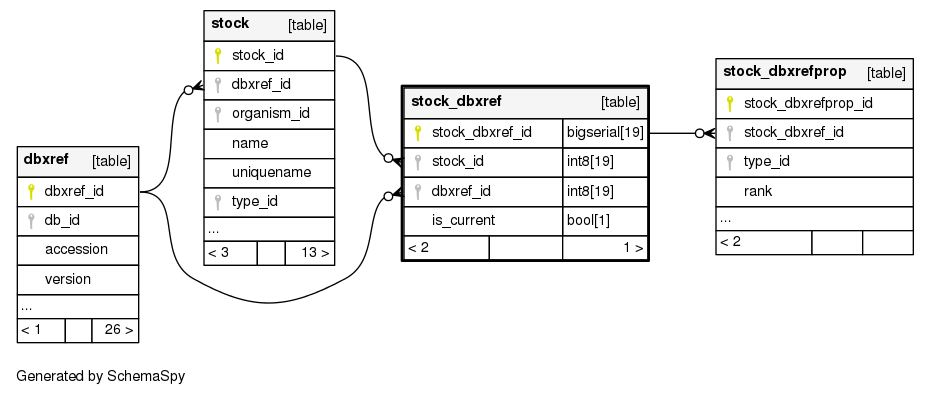 stock [table]
stock_id
dbxref_id
organism_id
name
uniquename
type_id
...
< 3 13 >
dbxref [table]
dbxref_id
db_id
accession
version
...
< 1 26 >
stock_dbxref [table]
stock_dbxref_id bigserial[19]
stock_id int8[19]
dbxref_id int8[19]
is_current bool[1]
< 2 1 >
stock_dbxrefprop [table]
stock_dbxrefprop_id
stock_dbxref_id
type_id
rank
...
< 2
Generated by SchemaSpy